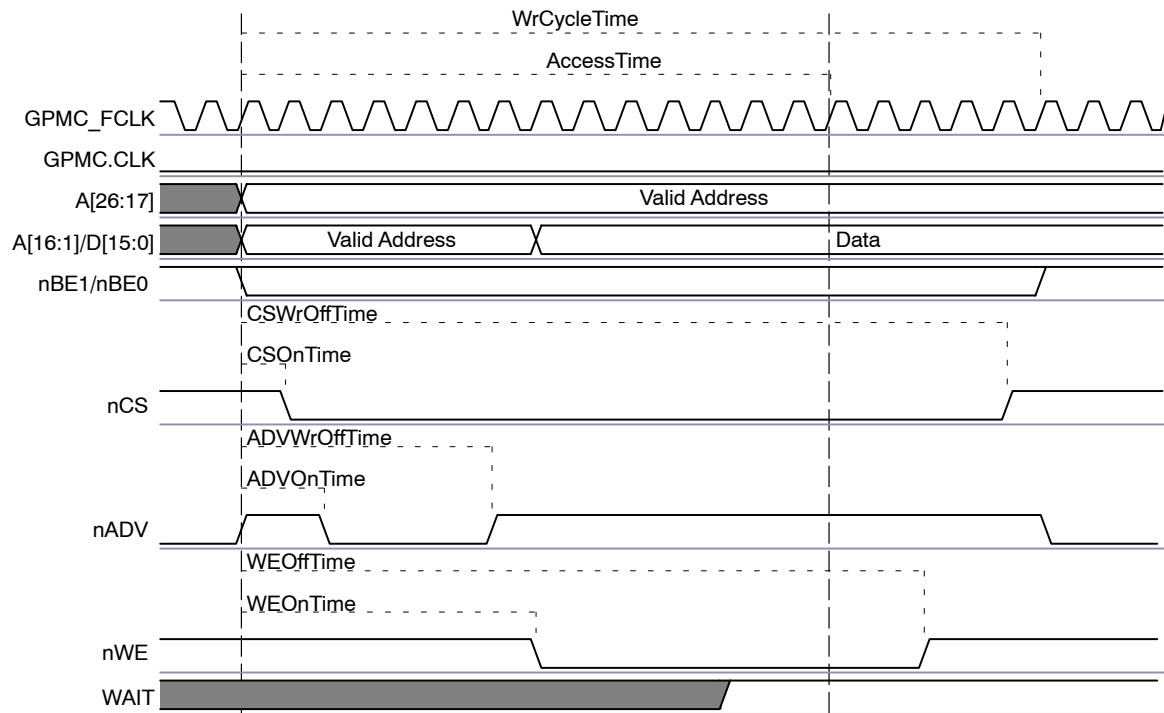 WrCycleTime
AccessTime
GPMC_FCLK
GPMC.CLK
A[26:17] Valid Address
A[16:1]/D[15:0] Valid Address Data
nBE1/nBE0
CSWrOffTime
CSOnTime
nCS
ADVWrOffTime
ADVOnTime
nADV
WEOffTime
WEOnTime
nWE
WAIT